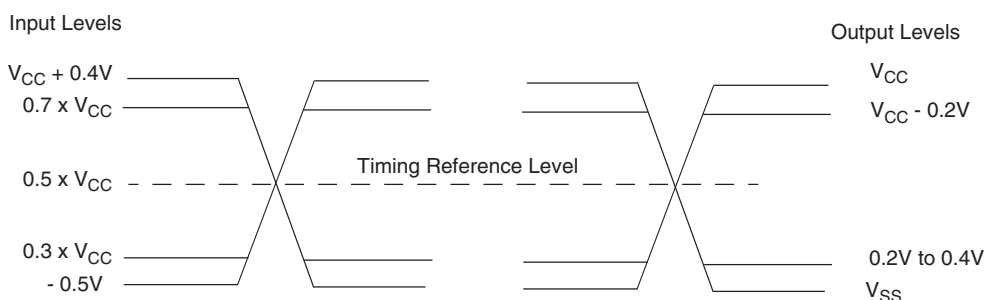 Input Levels
Output Levels
VCC + 0.4V
VCC
0.7 x VCC
VCC - 0.2V
Timing Reference Level
0.5 x VCC
0.3 x VCC
0.2V to 0.4V
- 0.5V
VSS